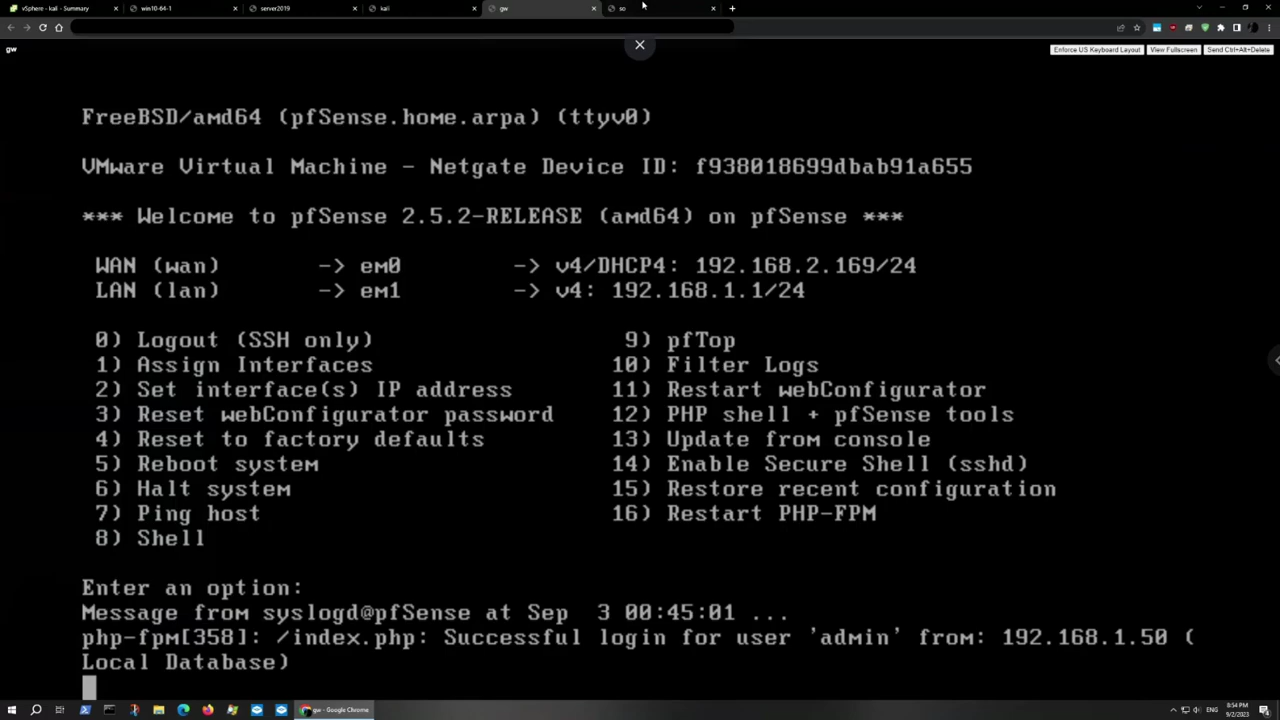 vSphere - kali - Summary
win10-64-1
server2019
kali
gw
so
gw
Enforce US Keyboard Layout
View Fullscreen
Send Ctrl+Alt+Delete
FreeBSD/amd64 (pfSense.home.arpa) (ttyv0)
VMware Virtual Machine - Netgate Device ID: f938018699dbab91a655
*** Welcome to pfSense 2.5.2-RELEASE (amd64) on pfSense ***
WAN (wan) -> em0 -> v4/DHCP4: 192.168.2.169/24
LAN (lan) -> em1 -> v4: 192.168.1.1/24
0) Logout (SSH only) 9) pfTop
1) Assign Interfaces 10) Filter Logs
2) Set interface(s) IP address 11) Restart webConfigurator
3) Reset webConfigurator password 12) PHP shell + pfSense tools
4) Reset to factory defaults 13) Update from console
5) Reboot system 14) Enable Secure Shell (sshd)
6) Halt system 15) Restore recent configuration
7) Ping host 16) Restart PHP-FPM
8) Shell
Enter an option:
Message from syslogd@pfSense at Sep 3 00:45:01 ...
php-fpm[358]: /index.php: Successful login for user 'admin' from: 192.168.1.50 (
Local Database)
gw - Google Chrome
ENG
8:54 PM
9/2/2023